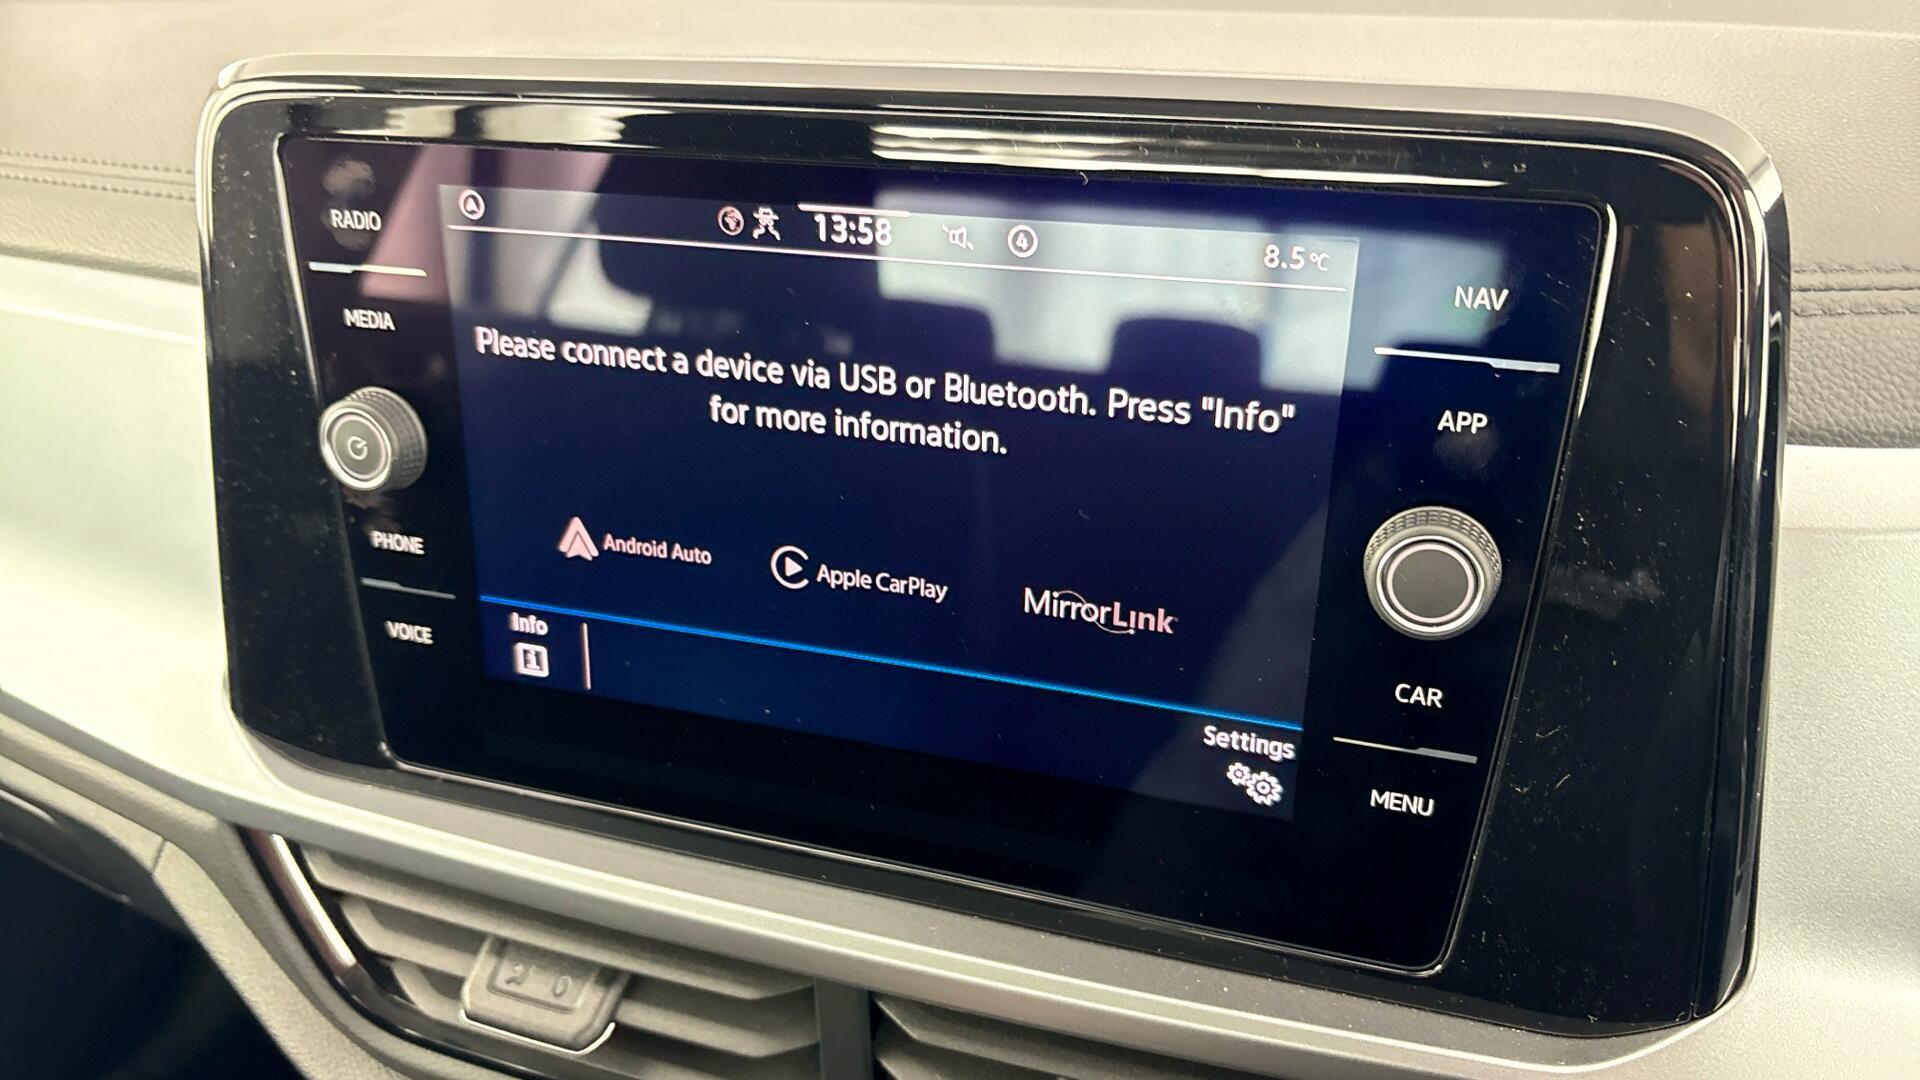 RADIO
MEDIA
PHONE
VOICE
13:58
4
8.5°C
Please connect a device via USB or Bluetooth. Press "Info"
for more information.
Android Auto
Apple CarPlay
MirrorLink
Info
i
Settings
NAV
APP
CAR
MENU